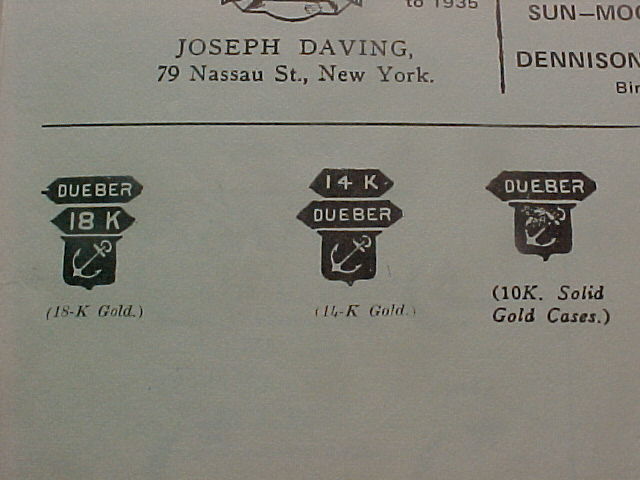 to 1935
JOSEPH DAVING,
79 Nassau St., New York.
SUN–MOO
DENNISON
Bir
DUEBER
18 K
(18-K Gold.)
14 K
DUEBER
(14-K Gold.)
DUEBER
(10K. Solid
Gold Cases.)